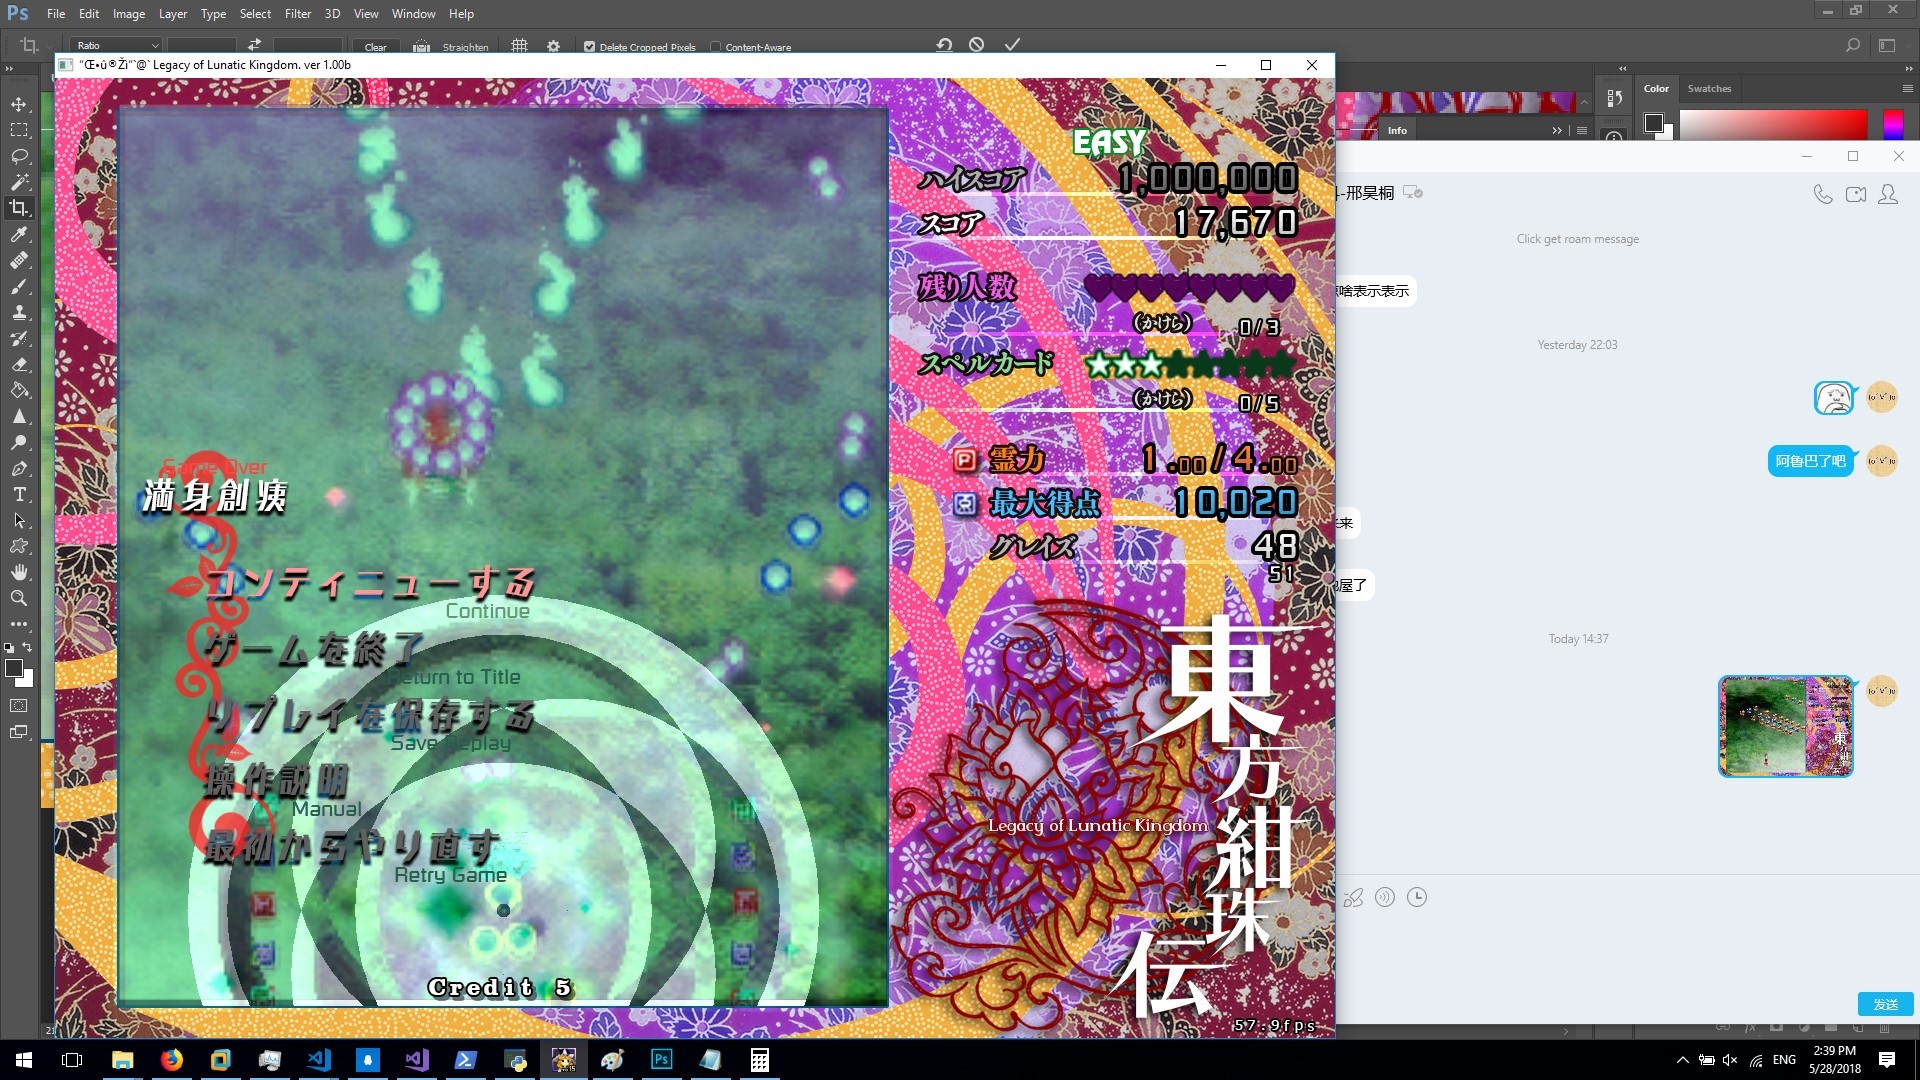 Ps File Edit Image Layer Type Select Filter 3D View Window Help
Ratio Clear Straighten Delete Cropped Pixels Content-Aware
Legacy of Lunatic Kingdom. ver 1.00b
Color Swatches
Info
EASY
ハイスコア 1,000,000
スコア 17,670
残り人数
(かけら) 0/3
スペルカード
(かけら) 0/5
P 霊力 1.00/4.00
最大得点 10,020
グレイズ 48
51
Game Over
満身創痍
コンティニューする
Continue
ゲームを終了
Return to Title
リプレイを保存する
Save Replay
操作説明
Manual
最初からやり直す
Retry Game
Credit 5
東方紺珠伝
Legacy of Lunatic Kingdom
57.9fps
-邢昊桐
Click get roam message
啥表示表示
Yesterday 22:03
阿鲁巴了吧
来
屋了
Today 14:37
发送
21
Ps
ENG
2:39 PM
5/28/2018